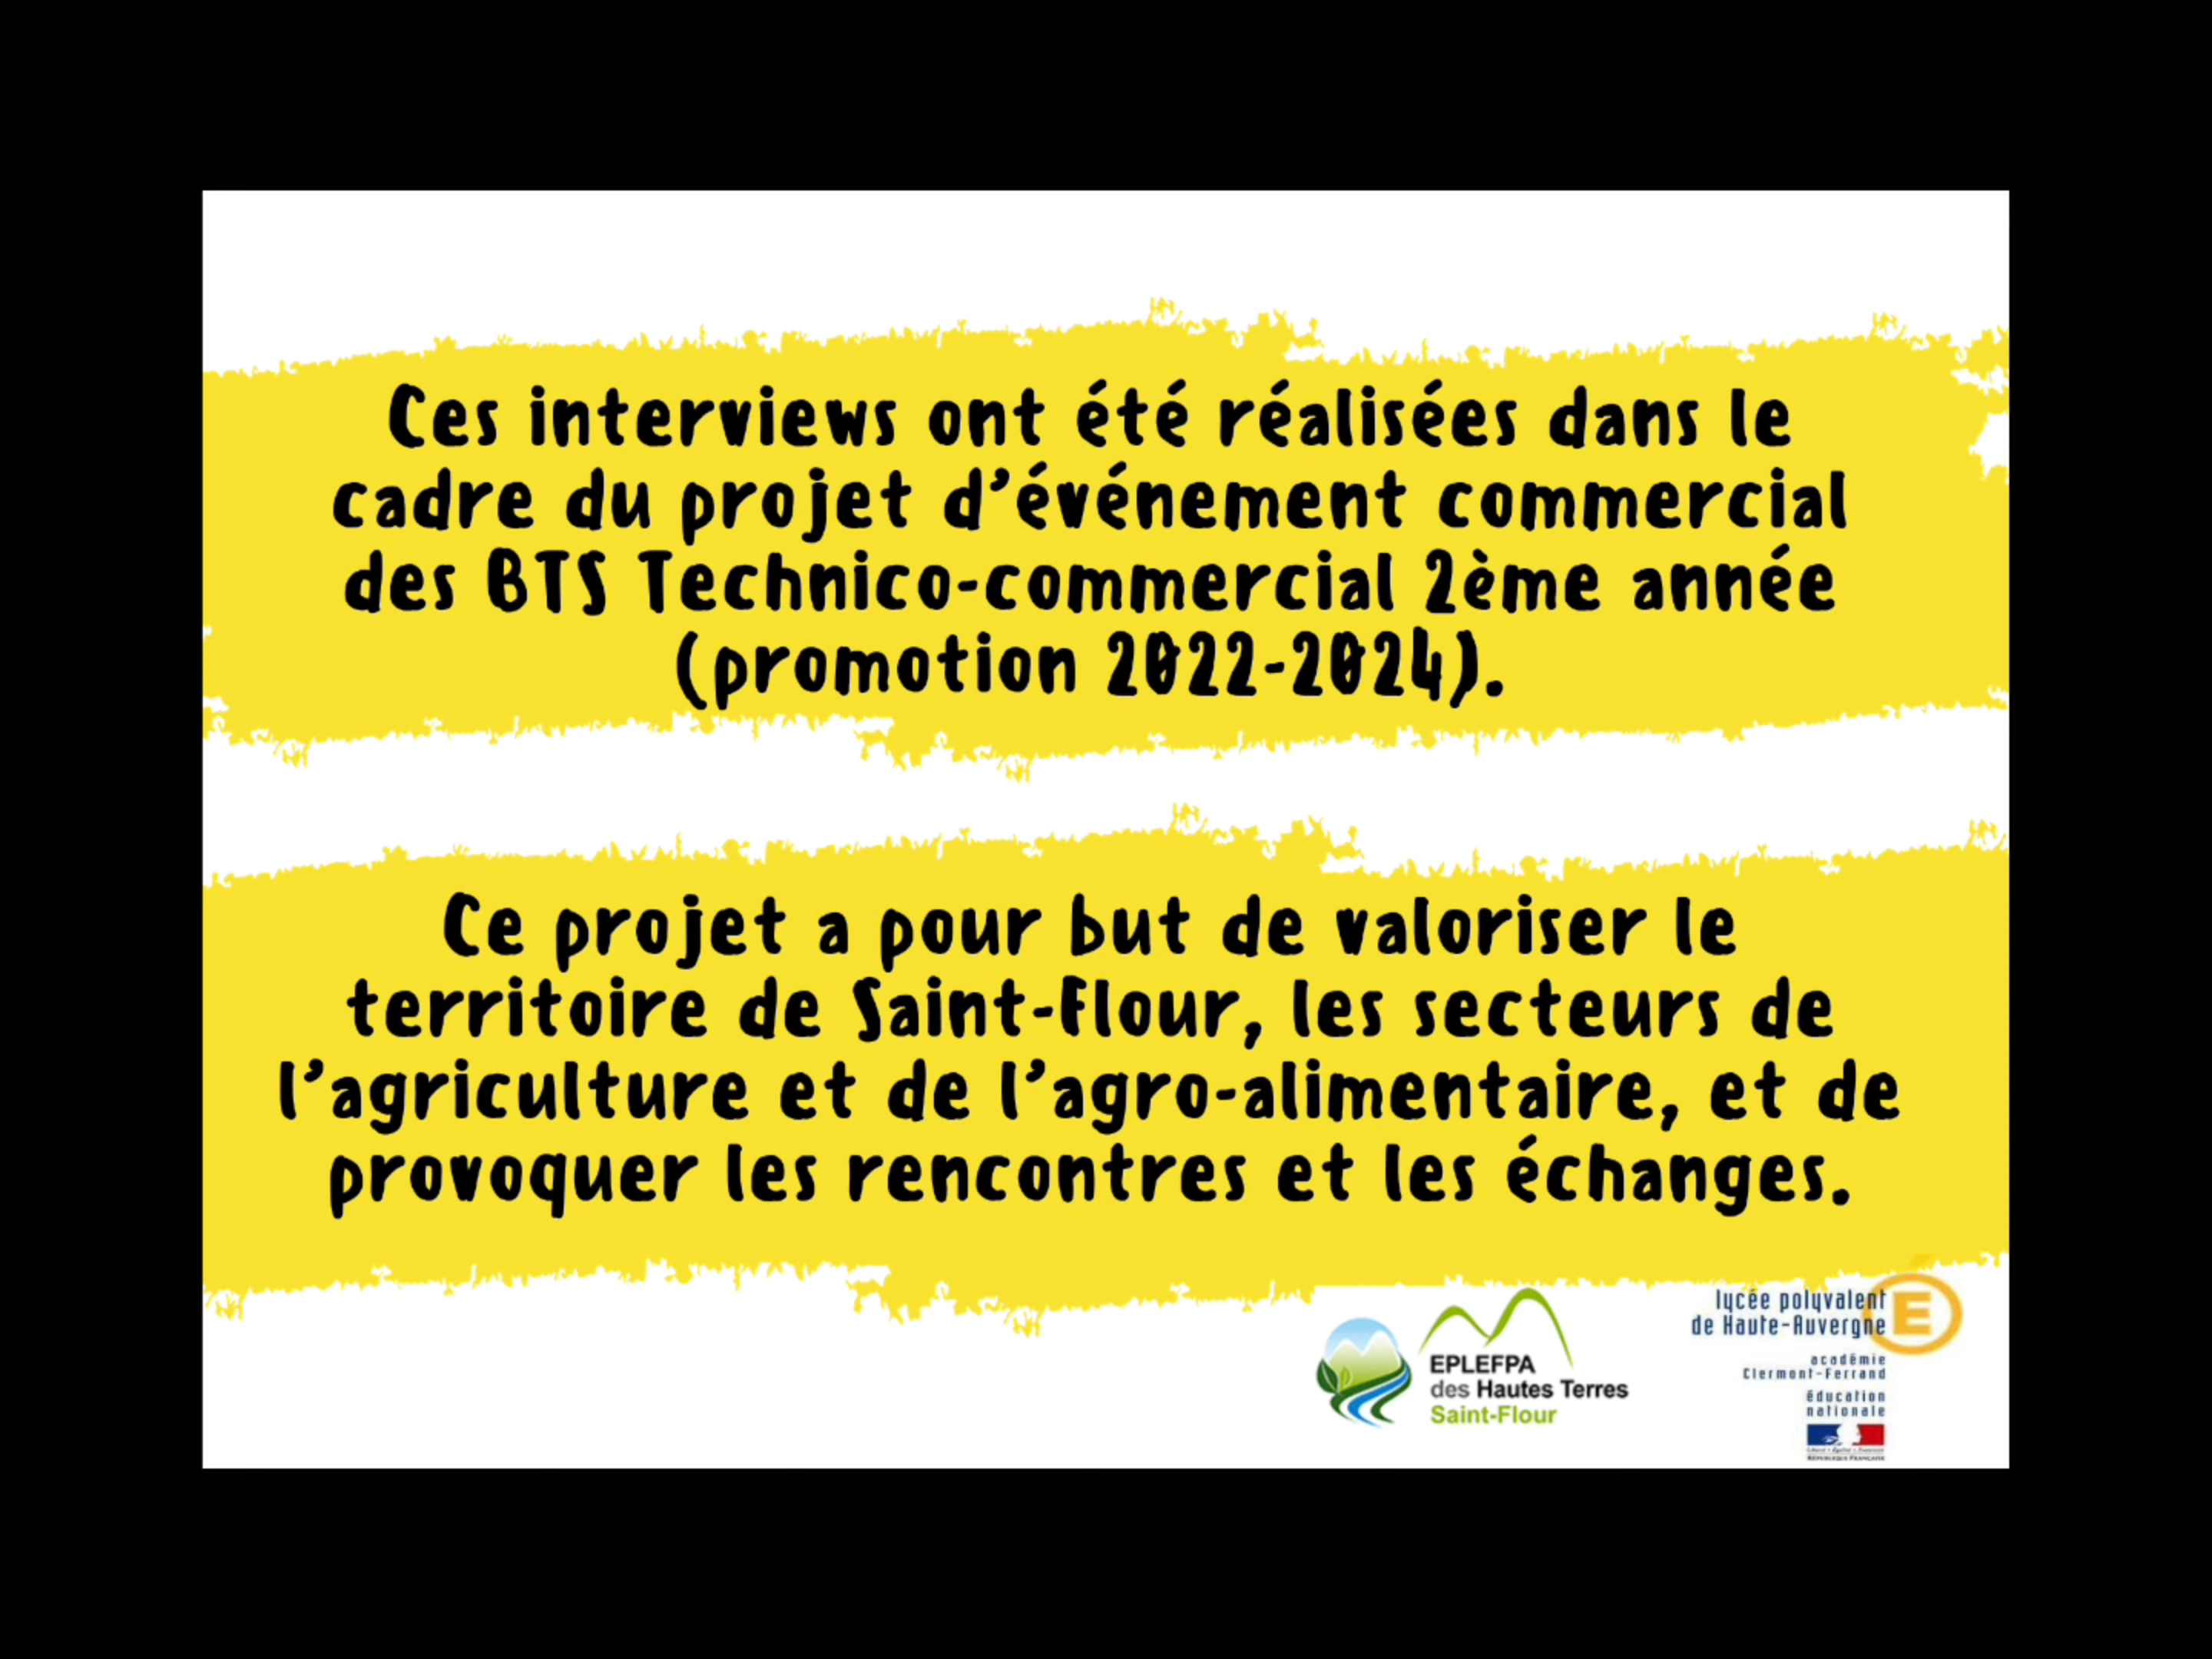 Ces interviews ont été réalisées dans le
cadre du projet d'événement commercial
des BTS Technico-commercial 2ème année
(promotion 2022-2024).
Ce projet a pour but de valoriser le
territoire de Saint-Flour, les secteurs de
l'agriculture et de l'agro-alimentaire, et de
provoquer les rencontres et les échanges.
EPLEFPA
des Hautes Terres
Saint-Flour
lycée polyvalent
de Haute-Auvergne
É
académie
Clermont-Ferrand
éducation
nationale
RÉPUBLIQUE FRANÇAISE